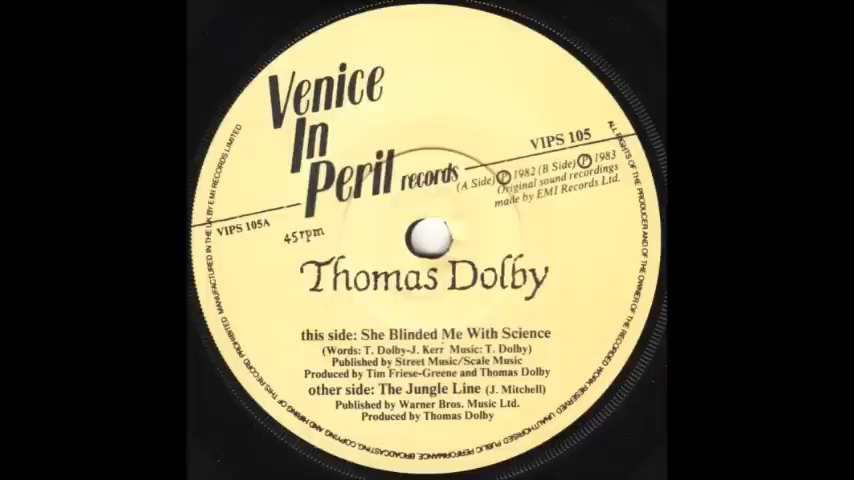 Venice
In
Peril records
VIPS 105
(A Side) Ⓟ 1982 (B Side) Ⓟ 1983
Original sound recordings
made by EMI Records Ltd.
VIPS 105A
45 rpm
Thomas Dolby
this side: She Blinded Me With Science
(Words: T. Dolby-J. Kerr Music: T. Dolby)
Published by Street Music/Scale Music
Produced by Tim Friese-Greene and Thomas Dolby
other side: The Jungle Line (J. Mitchell)
Published by Warner Bros. Music Ltd.
Produced by Thomas Dolby
ALL RIGHTS OF THE PRODUCER AND OF THE OWNER OF THE RECORDED WORK RESERVED. UNAUTHORISED PUBLIC PERFORMANCE, BROADCASTING, COPYING AND HIRING OF THIS RECORD PROHIBITED. MANUFACTURED IN THE UK BY EMI RECORDS LIMITED